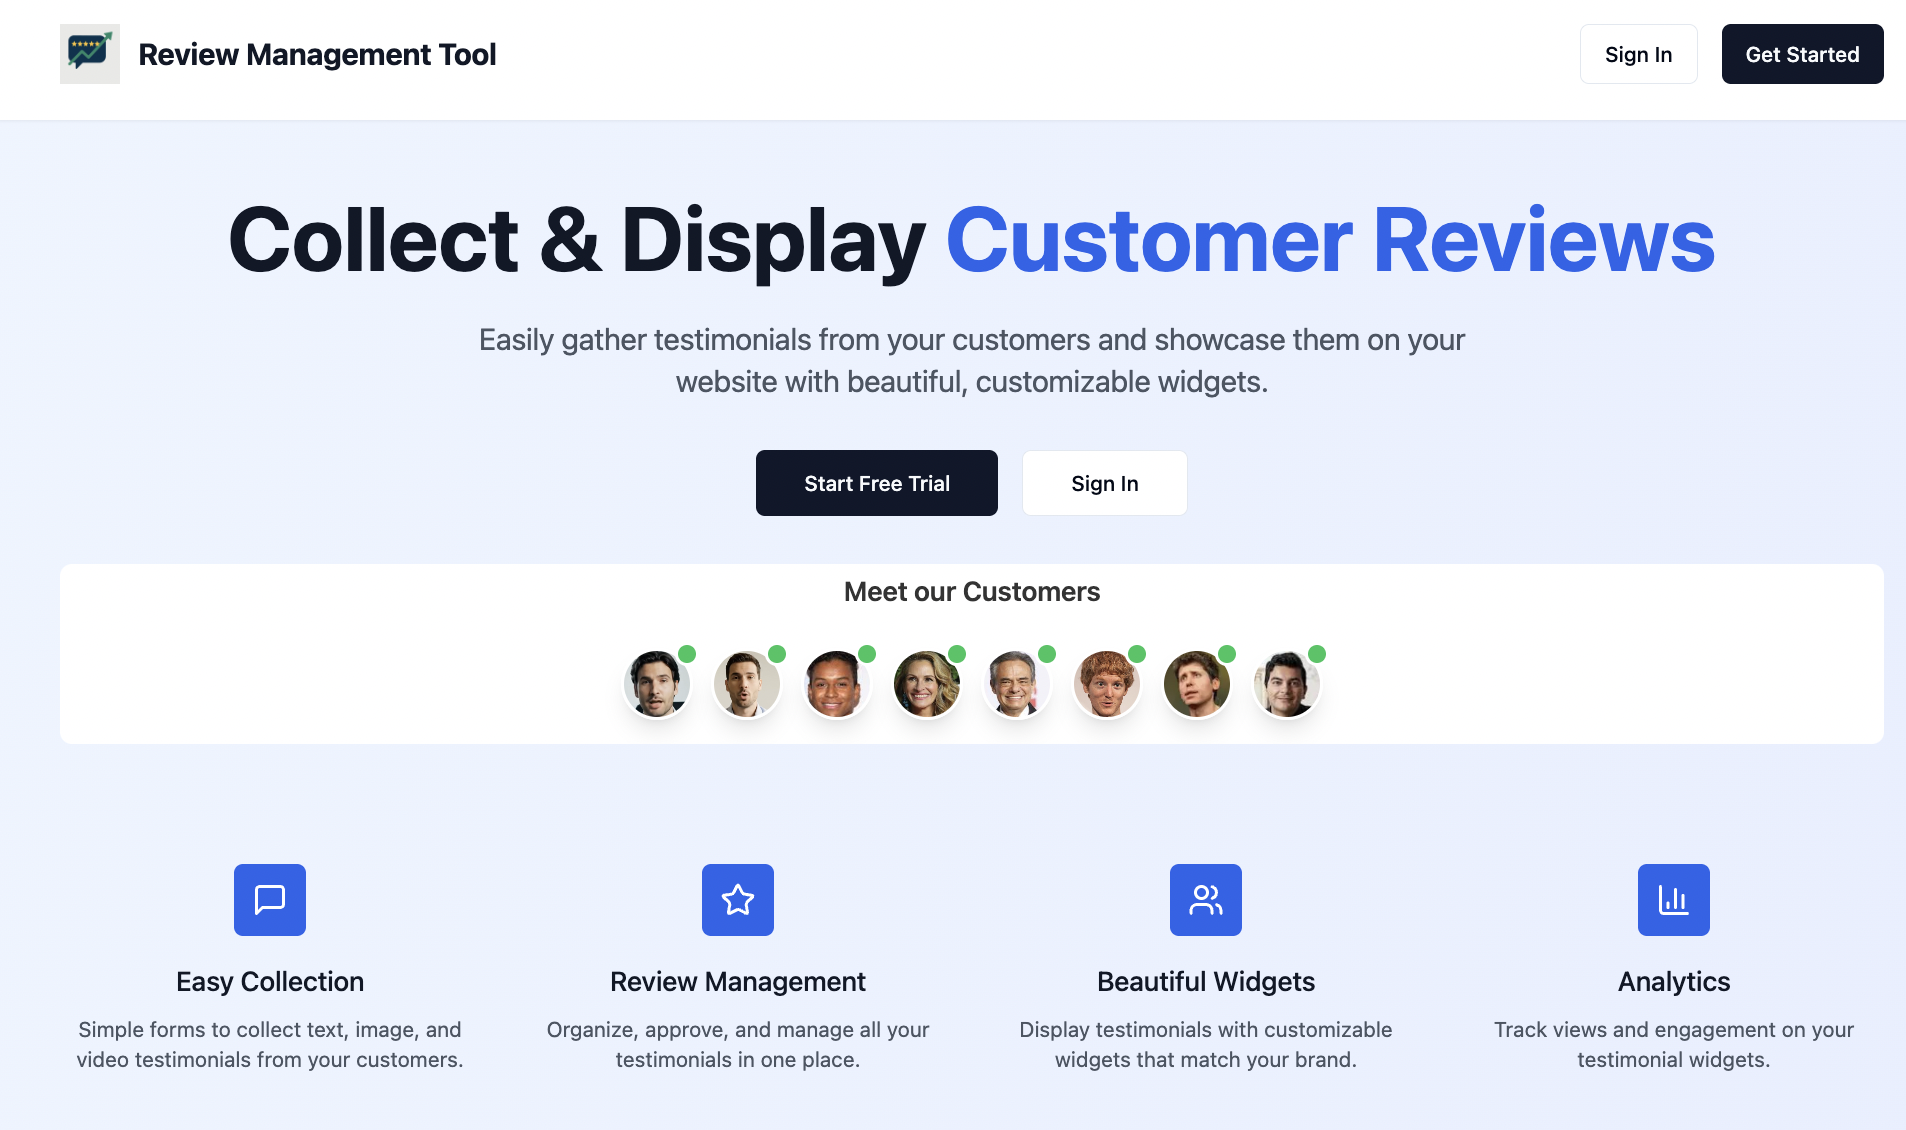 Review Management Tool
Sign In
Get Started
Collect & Display Customer Reviews
Easily gather testimonials from your customers and showcase them on your
website with beautiful, customizable widgets.
Start Free Trial
Sign In
Meet our Customers
Easy Collection
Simple forms to collect text, image, and
video testimonials from your customers.
Review Management
Organize, approve, and manage all your
testimonials in one place.
Beautiful Widgets
Display testimonials with customizable
widgets that match your brand.
Analytics
Track views and engagement on your
testimonial widgets.